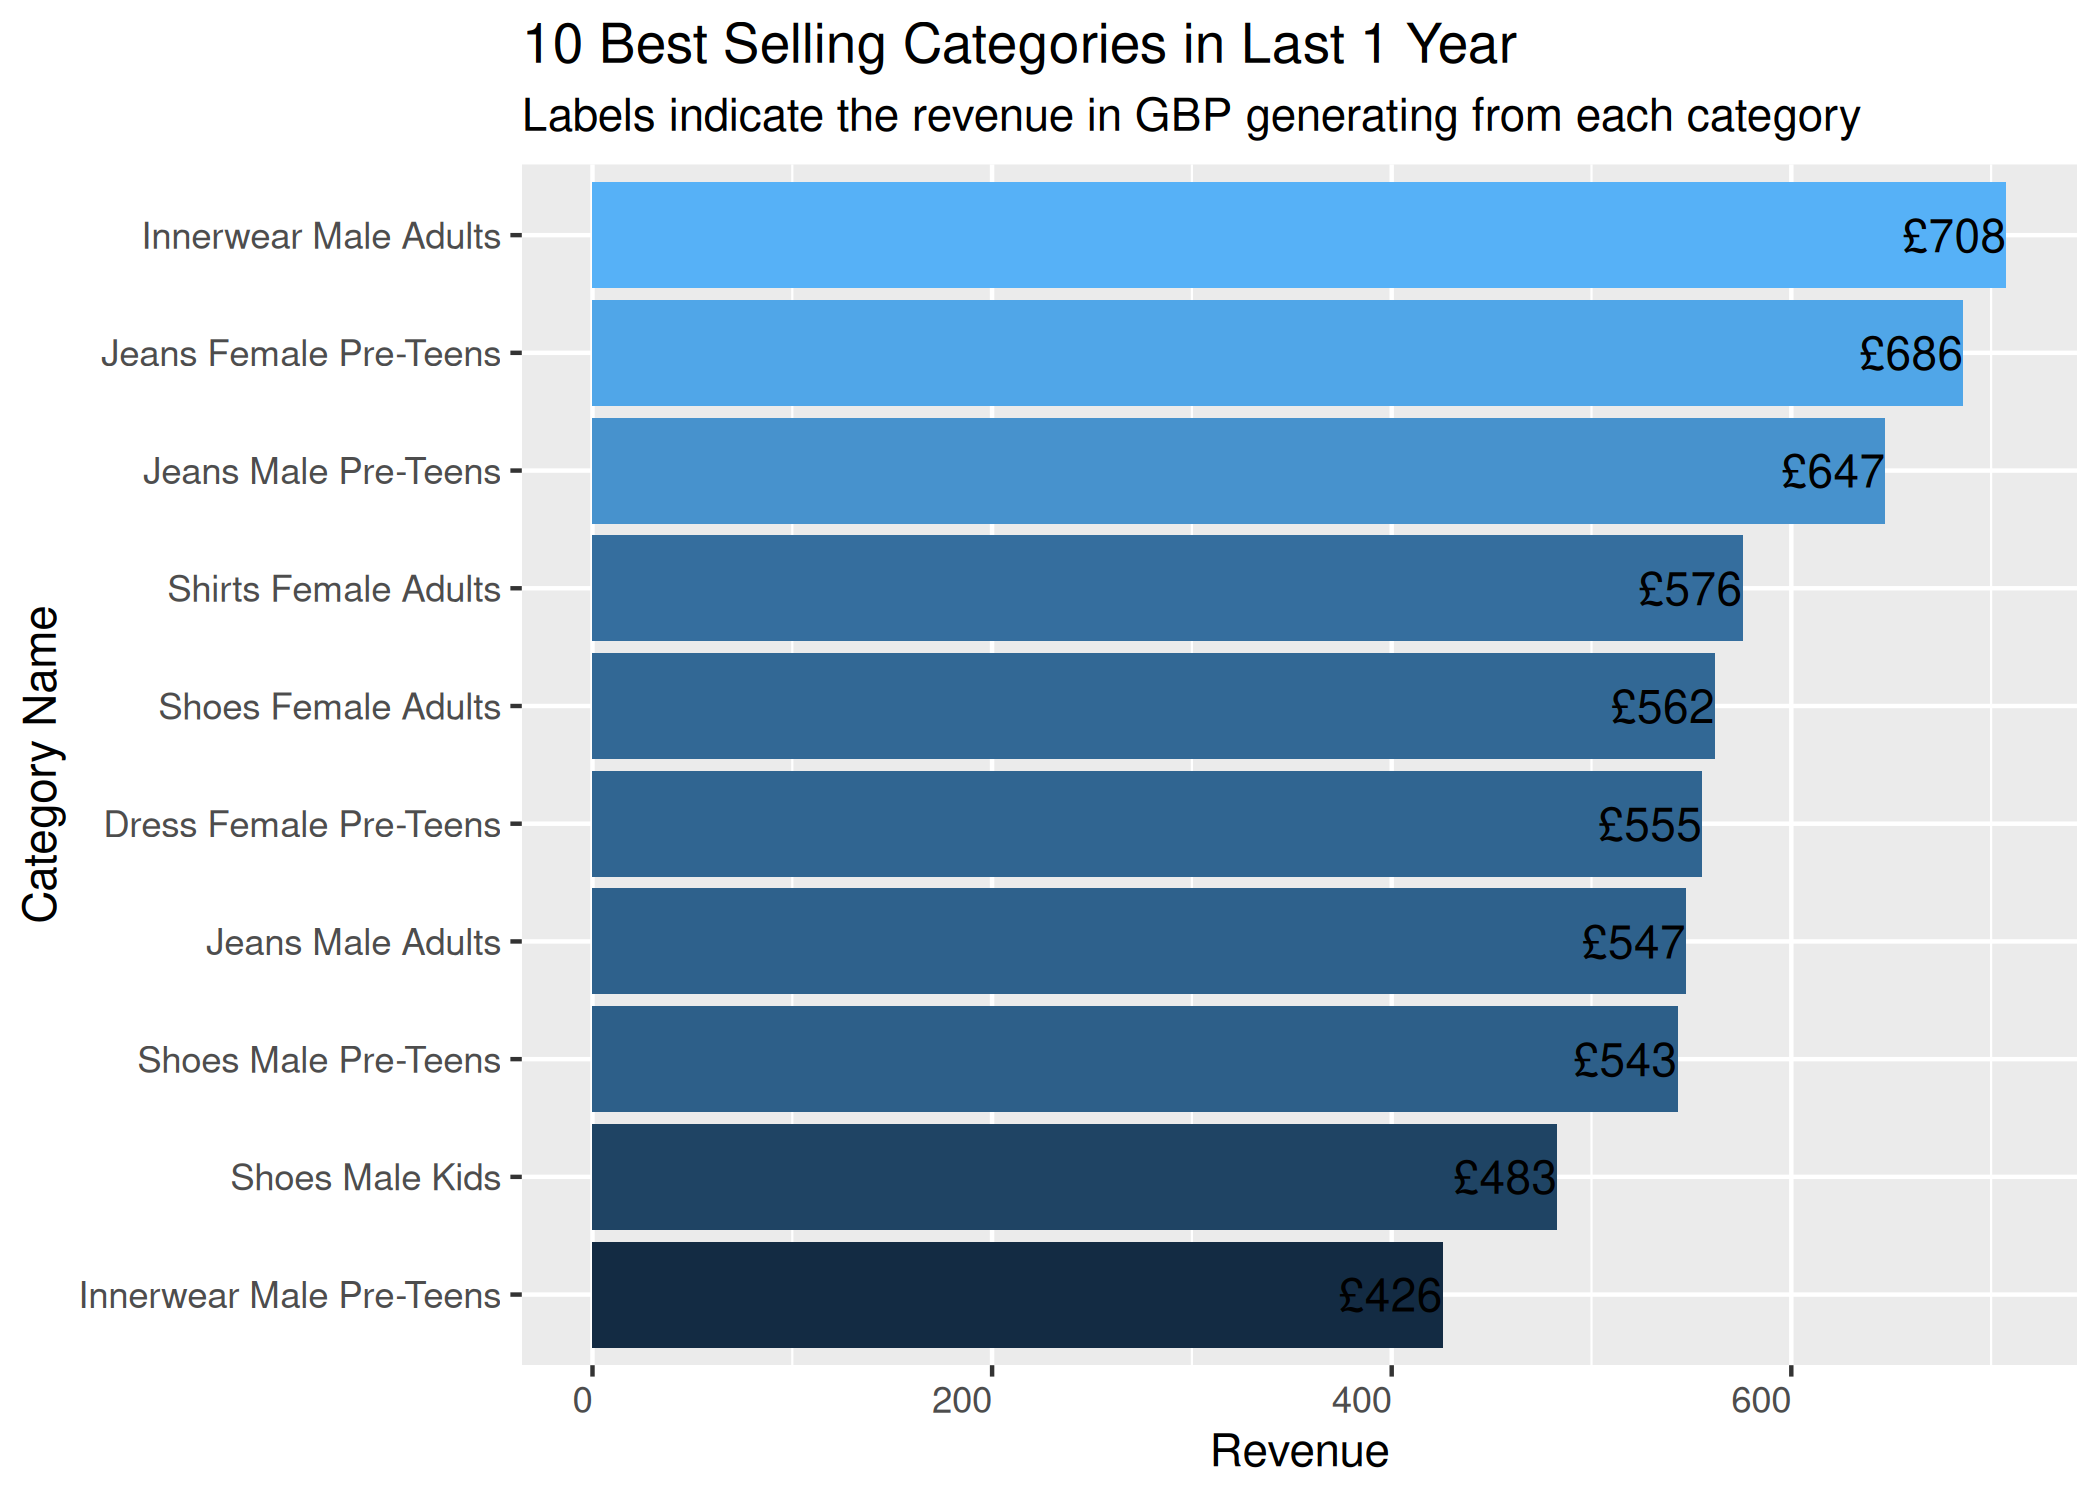 10 Best Selling Categories in Last 1 Year
Labels indicate the revenue in GBP generating from each category
Category Name
Innerwear Male Adults £708
Jeans Female Pre-Teens £686
Jeans Male Pre-Teens £647
Shirts Female Adults £576
Shoes Female Adults £562
Dress Female Pre-Teens £555
Jeans Male Adults £547
Shoes Male Pre-Teens £543
Shoes Male Kids £483
Innerwear Male Pre-Teens £426
0 200 400 600
Revenue